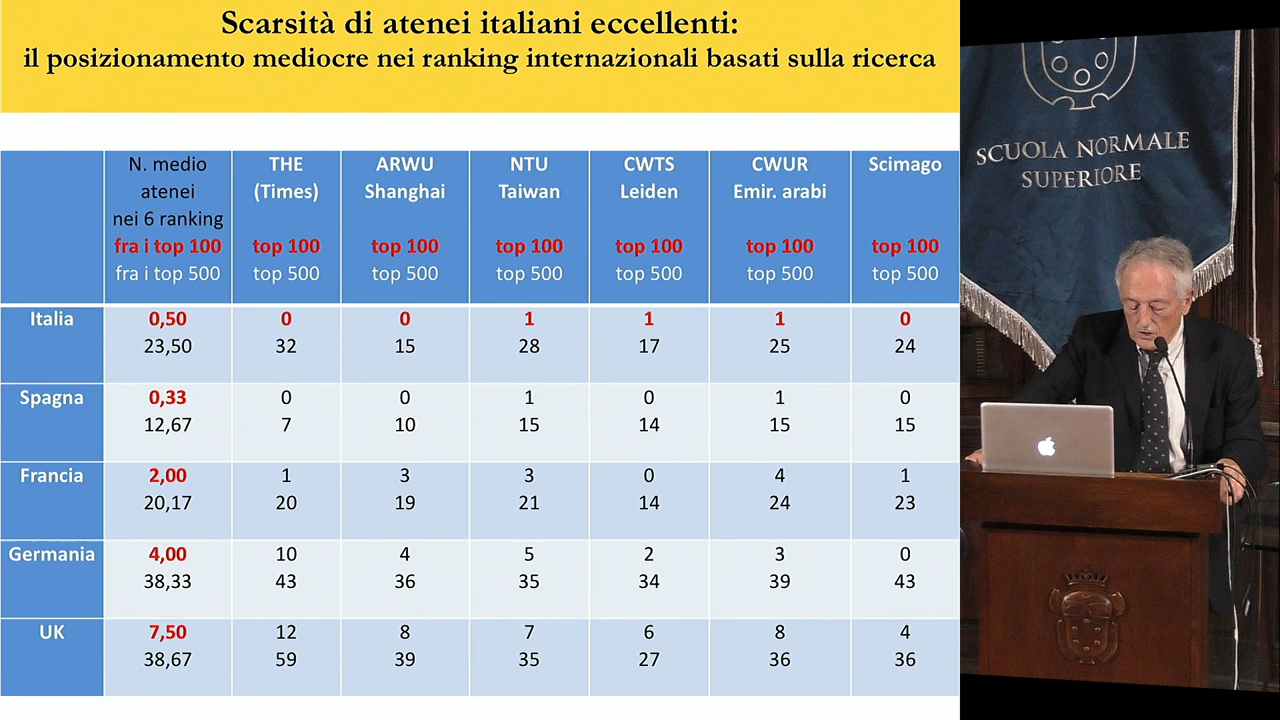 Scarsità di atenei italiani eccellenti:
il posizionamento mediocre nei ranking internazionali basati sulla ricerca
N. medio atenei nei 6 ranking fra i top 100 fra i top 500
THE (Times) top 100 top 500
ARWU Shanghai top 100 top 500
NTU Taiwan top 100 top 500
CWTS Leiden top 100 top 500
CWUR Emir. arabi top 100 top 500
Scimago top 100 top 500
Italia 0,50 0 0 1 1 1 0
23,50 32 15 28 17 25 24
Spagna 0,33 0 0 1 0 1 0
12,67 7 10 15 14 15 15
Francia 2,00 1 3 3 0 4 1
20,17 20 19 21 14 24 23
Germania 4,00 10 4 5 2 3 0
38,33 43 36 35 34 39 43
UK 7,50 12 8 7 6 8 4
38,67 59 39 35 27 36 36
SCUOLA NORMALE
SUPERIORE